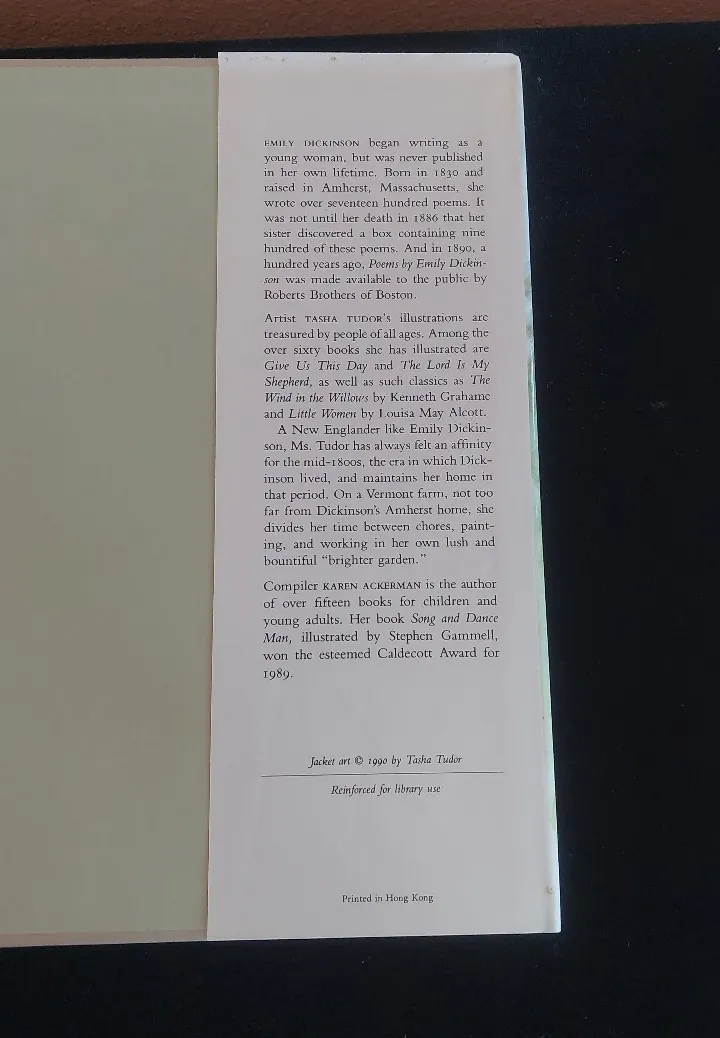 EMILY DICKINSON began writing as a
young woman, but was never published
in her own lifetime. Born in 1830 and
raised in Amherst, Massachusetts, she
wrote over seventeen hundred poems. It
was not until her death in 1886 that her
sister discovered a box containing nine
hundred of these poems. And in 1890, a
hundred years ago, Poems by Emily Dickin-
son was made available to the public by
Roberts Brothers of Boston.
Artist TASHA TUDOR's illustrations are
treasured by people of all ages. Among the
over sixty books she has illustrated are
Give Us This Day and The Lord Is My
Shepherd, as well as such classics as The
Wind in the Willows by Kenneth Grahame
and Little Women by Louisa May Alcott.
A New Englander like Emily Dickin-
son, Ms. Tudor has always felt an affinity
for the mid-1800s, the era in which Dick-
inson lived, and maintains her home in
that period. On a Vermont farm, not too
far from Dickinson's Amherst home, she
divides her time between chores, paint-
ing, and working in her own lush and
bountiful "brighter garden."
Compiler KAREN ACKERMAN is the author
of over fifteen books for children and
young adults. Her book Song and Dance
Man, illustrated by Stephen Gammell,
won the esteemed Caldecott Award for
1989.
Jacket art © 1990 by Tasha Tudor
Reinforced for library use
Printed in Hong Kong